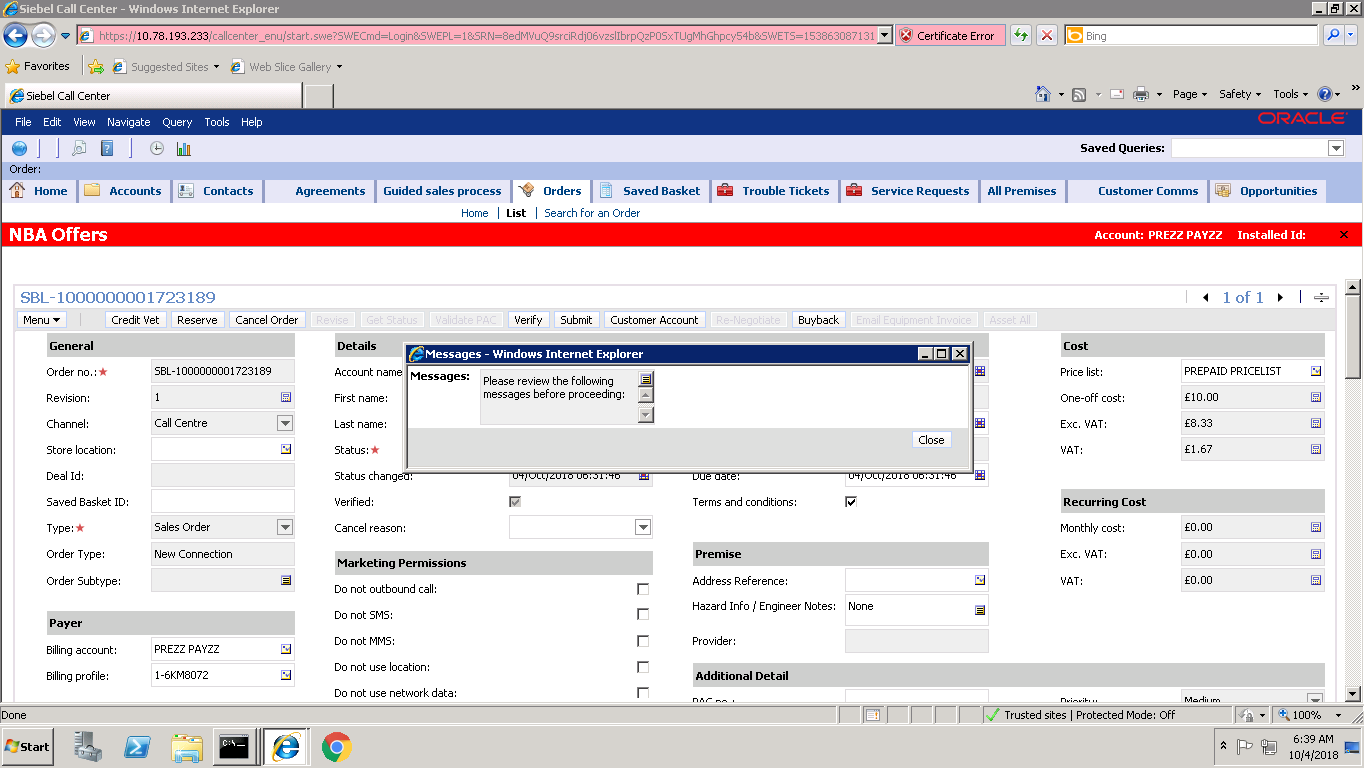 Siebel Call Center - Windows Internet Explorer
https://10.78.193.233/callcenter_enu/start.swe?SWECmd=Login&SWEPL=1&SRN=8edMVuQ9srciRdj06vzsIIbrpQzP05xTUgMhGhpcy54b&SWETS=153863087131
Certificate Error
Bing
Favorites
Suggested Sites
Web Slice Gallery
Siebel Call Center
Page
Safety
Tools
File Edit View Navigate Query Tools Help
ORACLE
Saved Queries:
Order:
Home
Accounts
Contacts
Agreements
Guided sales process
Orders
Saved Basket
Trouble Tickets
Service Requests
All Premises
Customer Comms
Opportunities
Home | List | Search for an Order
NBA Offers
Account: PREZZ PAYZZ Installed Id:
SBL-1000000001723189
1 of 1
Menu
Credit Vet
Reserve
Cancel Order
Revise
Get Status
Validate PAC
Verify
Submit
Customer Account
Re-Negotiate
Buyback
Email Equipment Invoice
Asset All
General
Order no.: SBL-1000000001723189
Revision: 1
Channel: Call Centre
Store location:
Deal Id:
Saved Basket ID:
Type: Sales Order
Order Type: New Connection
Order Subtype:
Payer
Billing account: PREZZ PAYZZ
Billing profile: 1-6KM8072
Details
Account name
First name:
Last name:
Status:
Status changed: 04/Oct/2018 06:31:46
Verified:
Cancel reason:
Marketing Permissions
Do not outbound call:
Do not SMS:
Do not MMS:
Do not use location:
Do not use network data:
Messages - Windows Internet Explorer
Messages: Please review the following
messages before proceeding:
Close
Due date: 04/Oct/2018 06:31:46
Terms and conditions:
Premise
Address Reference:
Hazard Info / Engineer Notes: None
Provider:
Additional Detail
PAC no.:
Priority: Medium
Cost
Price list: PREPAID PRICELIST
One-off cost: £10.00
Exc. VAT: £8.33
VAT: £1.67
Recurring Cost
Monthly cost: £0.00
Exc. VAT: £0.00
VAT: £0.00
Done
Trusted sites | Protected Mode: Off
100%
Start
6:39 AM
10/4/2018